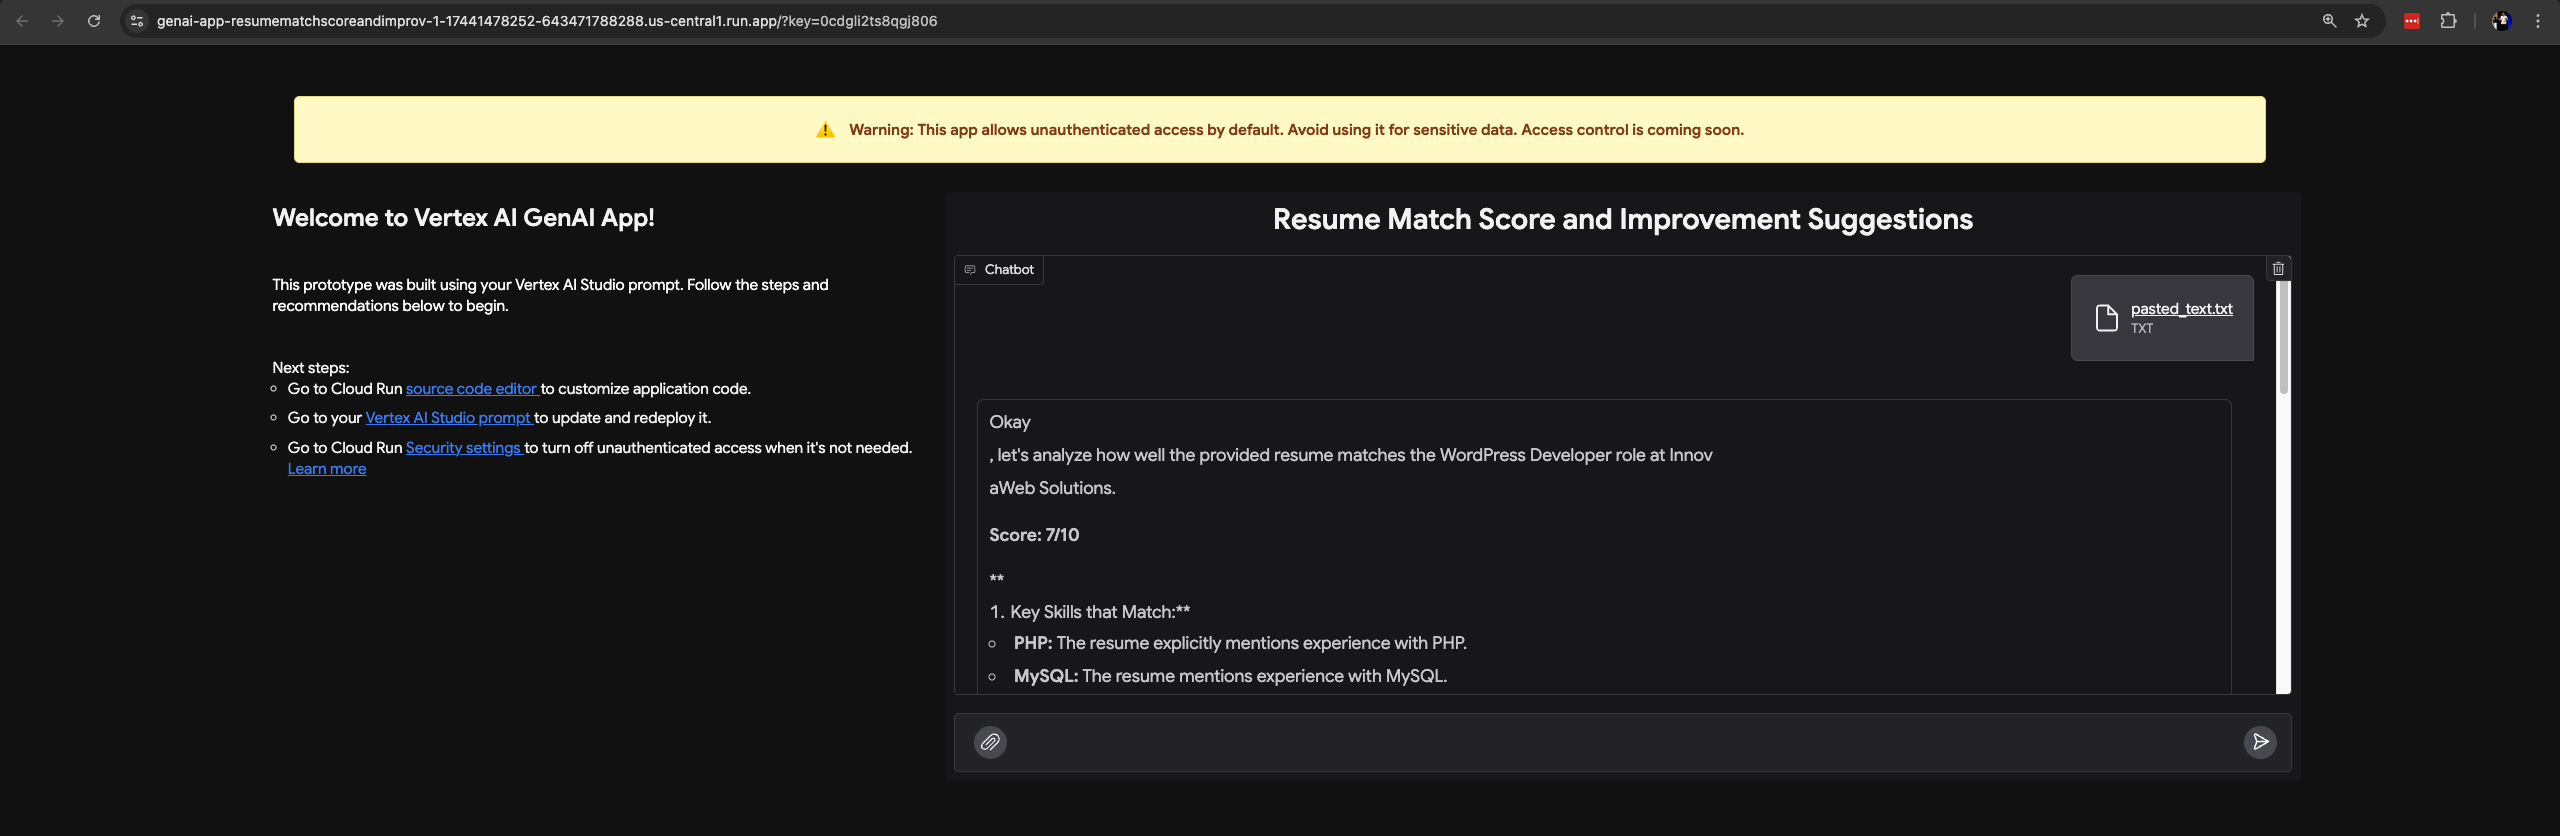 genai-app-resumematchscoreandimprov-1-17441478252-643471788288.us-central1.run.app/?key=0cdgli2ts8qgj806
Warning: This app allows unauthenticated access by default. Avoid using it for sensitive data. Access control is coming soon.
Welcome to Vertex AI GenAI App!
This prototype was built using your Vertex AI Studio prompt. Follow the steps and
recommendations below to begin.
Next steps:
Go to Cloud Run source code editor to customize application code.
Go to your Vertex AI Studio prompt to update and redeploy it.
Go to Cloud Run Security settings to turn off unauthenticated access when it's not needed.
Learn more
Resume Match Score and Improvement Suggestions
Chatbot
pasted_text.txt
TXT
Okay
, let's analyze how well the provided resume matches the WordPress Developer role at Innov
aWeb Solutions.
Score: 7/10
**
1. Key Skills that Match:**
PHP: The resume explicitly mentions experience with PHP.
MySQL: The resume mentions experience with MySQL.